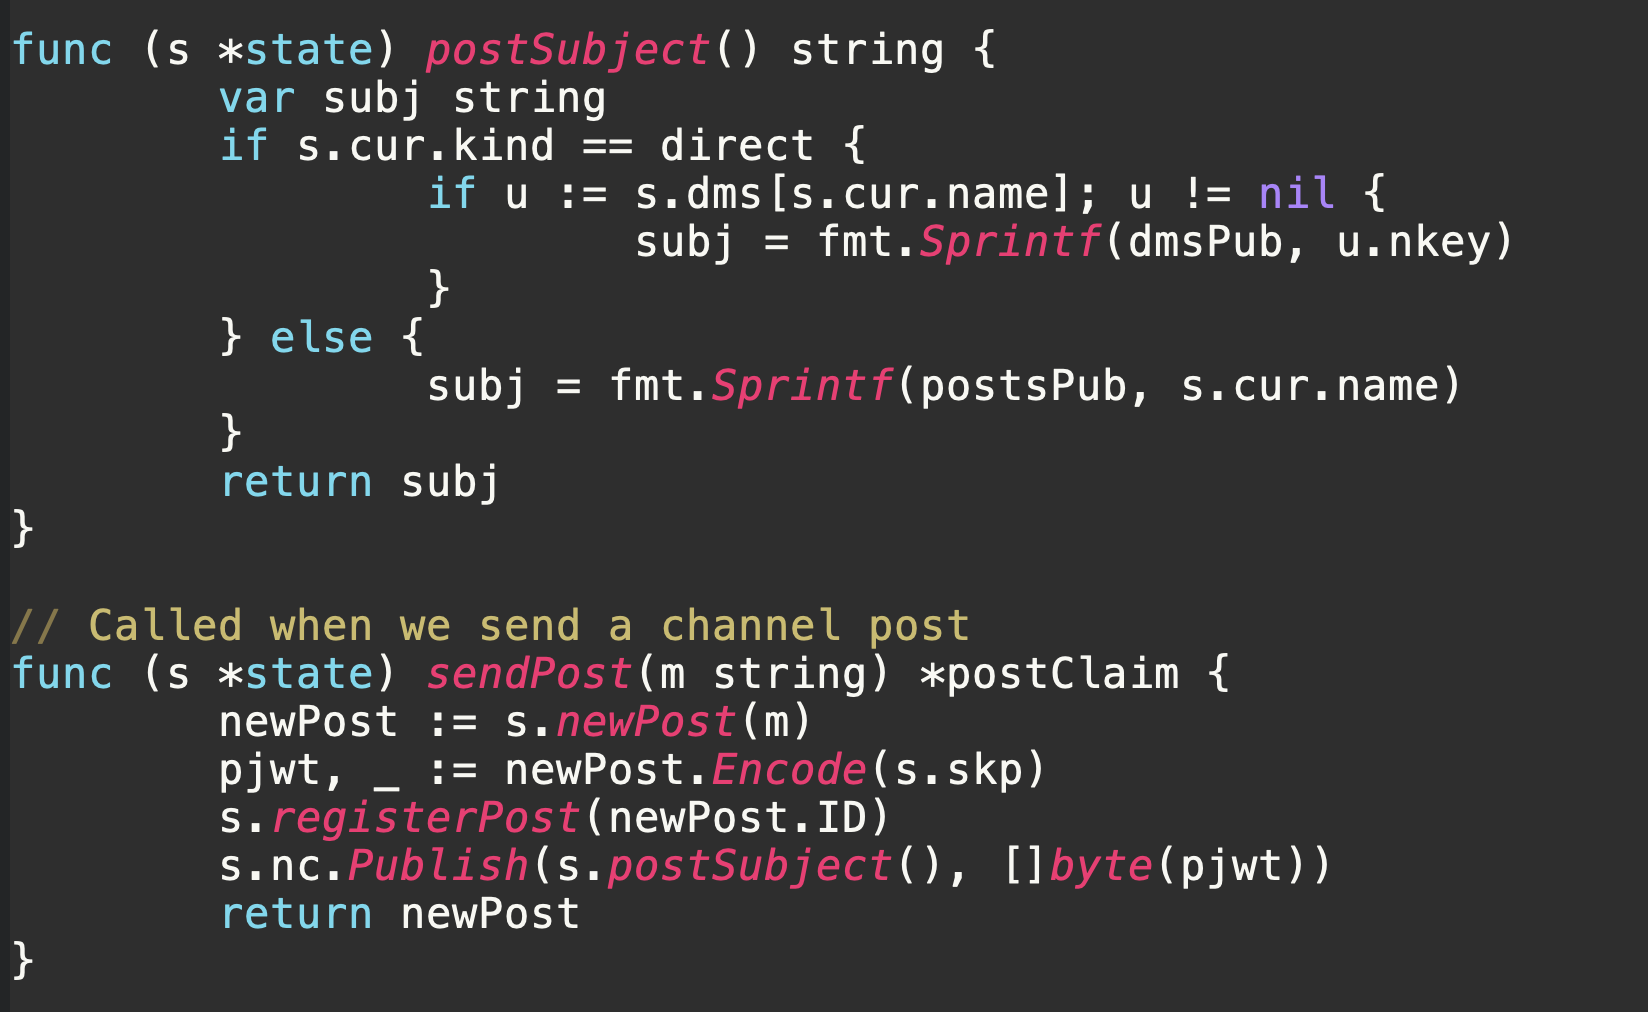 func (s *state) postSubject() string {
        var subj string
        if s.cur.kind == direct {
                if u := s.dms[s.cur.name]; u != nil {
                        subj = fmt.Sprintf(dmsPub, u.nkey)
                }
        } else {
                subj = fmt.Sprintf(postsPub, s.cur.name)
        }
        return subj
}

// Called when we send a channel post
func (s *state) sendPost(m string) *postClaim {
        newPost := s.newPost(m)
        pjwt, _ := newPost.Encode(s.skp)
        s.registerPost(newPost.ID)
        s.nc.Publish(s.postSubject(), []byte(pjwt))
        return newPost
}